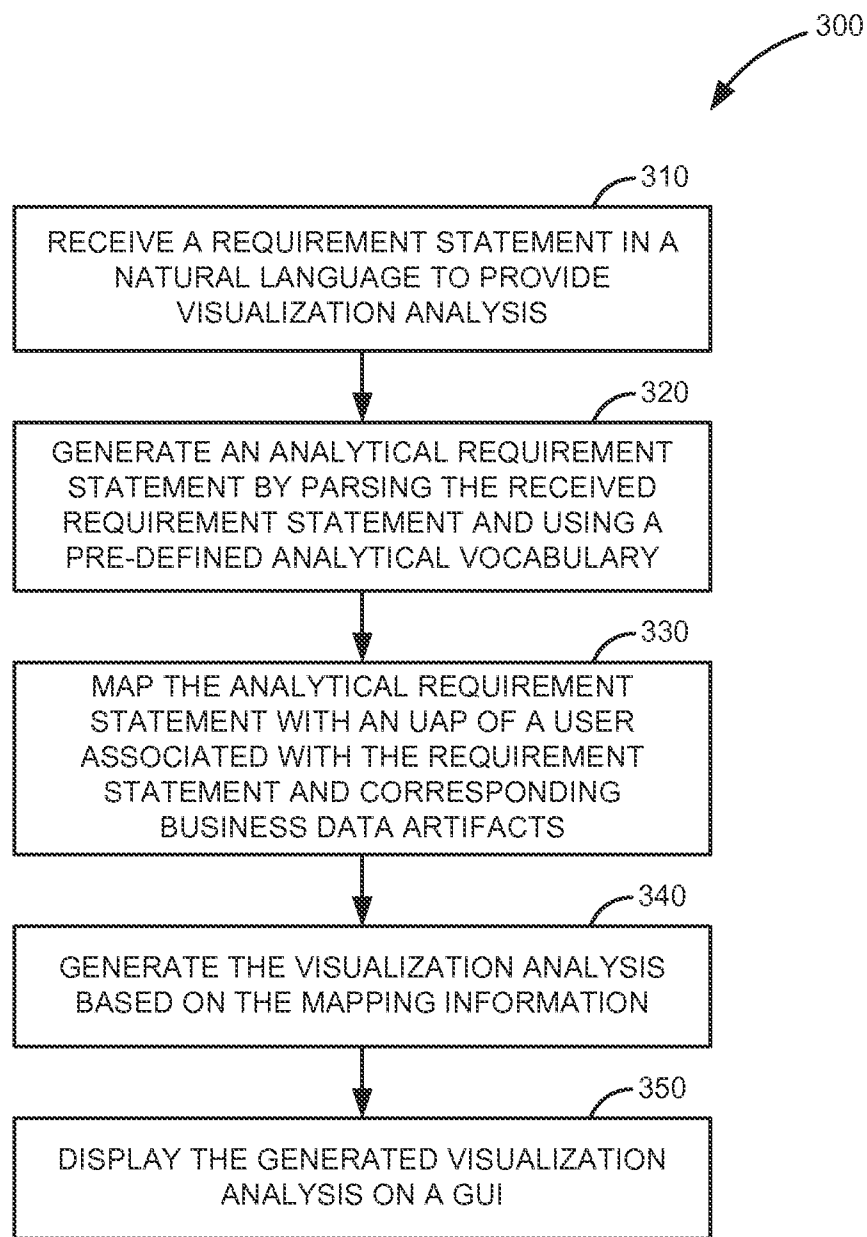 300
310
RECEIVE A REQUIREMENT STATEMENT IN A
NATURAL LANGUAGE TO PROVIDE
VISUALIZATION ANALYSIS
320
GENERATE AN ANALYTICAL REQUIREMENT
STATEMENT BY PARSING THE RECEIVED
REQUIREMENT STATEMENT AND USING A
PRE-DEFINED ANALYTICAL VOCABULARY
330
MAP THE ANALYTICAL REQUIREMENT
STATEMENT WITH AN UAP OF A USER
ASSOCIATED WITH THE REQUIREMENT
STATEMENT AND CORRESPONDING
BUSINESS DATA ARTIFACTS
340
GENERATE THE VISUALIZATION ANALYSIS
BASED ON THE MAPPING INFORMATION
350
DISPLAY THE GENERATED VISUALIZATION
ANALYSIS ON A GUI